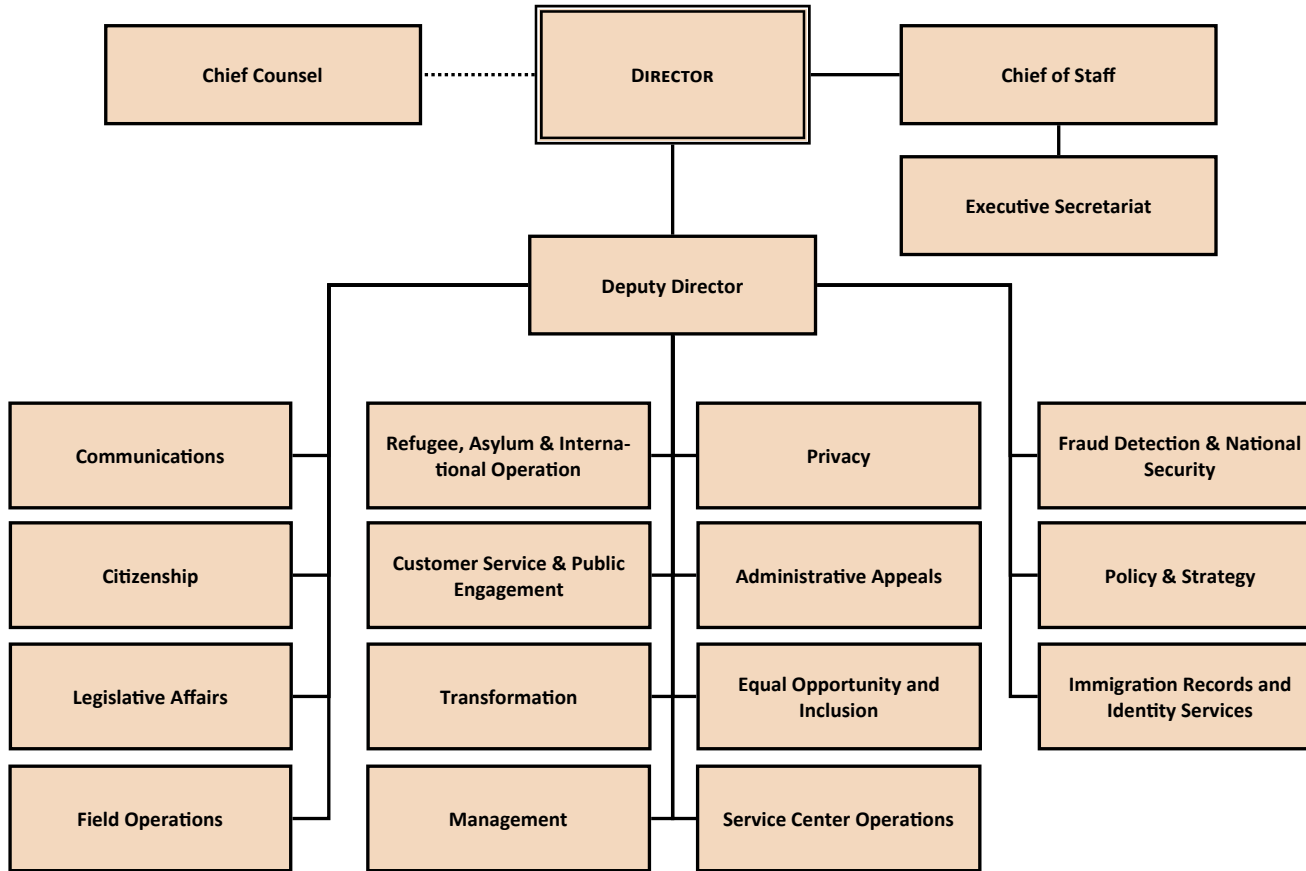 Chief Counsel
DIRECTOR
Chief of Staff
Executive Secretariat
Deputy Director
Communications
Refugee, Asylum & Interna-
tional Operation
Privacy
Fraud Detection & National
Security
Citizenship
Customer Service & Public
Engagement
Administrative Appeals
Policy & Strategy
Legislative Affairs
Transformation
Equal Opportunity and
Inclusion
Immigration Records and
Identity Services
Field Operations
Management
Service Center Operations